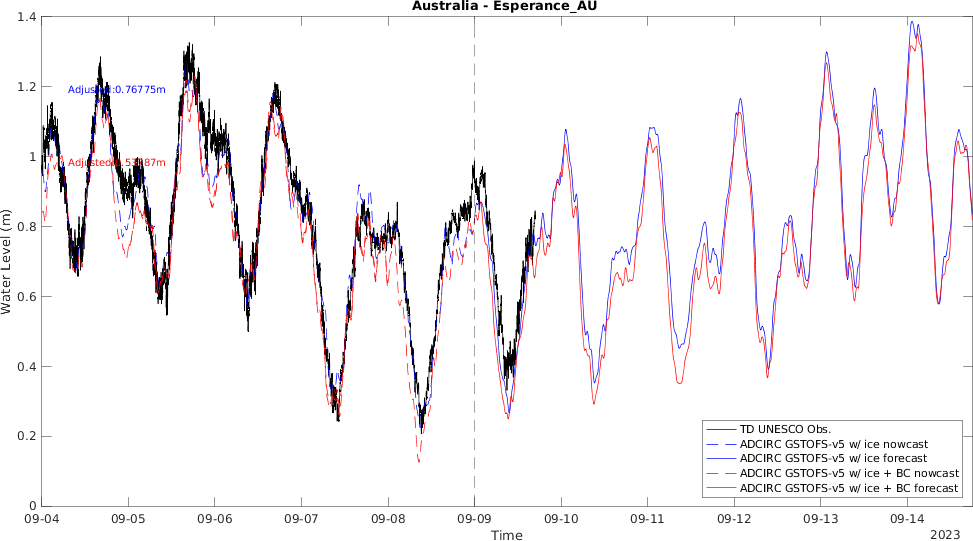 Australia - Esperance_AU
1.4
1.2
1
0.8
0.6
0.4
0.2
0
Water Level (m)
Adjusted:0.76775m
TD UNESCO Obs.
ADCIRC GSTOFS-v5 w/ ice nowcast
ADCIRC GSTOFS-v5 w/ ice forecast
ADCIRC GSTOFS-v5 w/ ice + BC nowcast
ADCIRC GSTOFS-v5 w/ ice + BC forecast
09-04 09-05 09-06 09-07 09-08 09-09 09-10 09-11 09-12 09-13 09-14
Time
2023